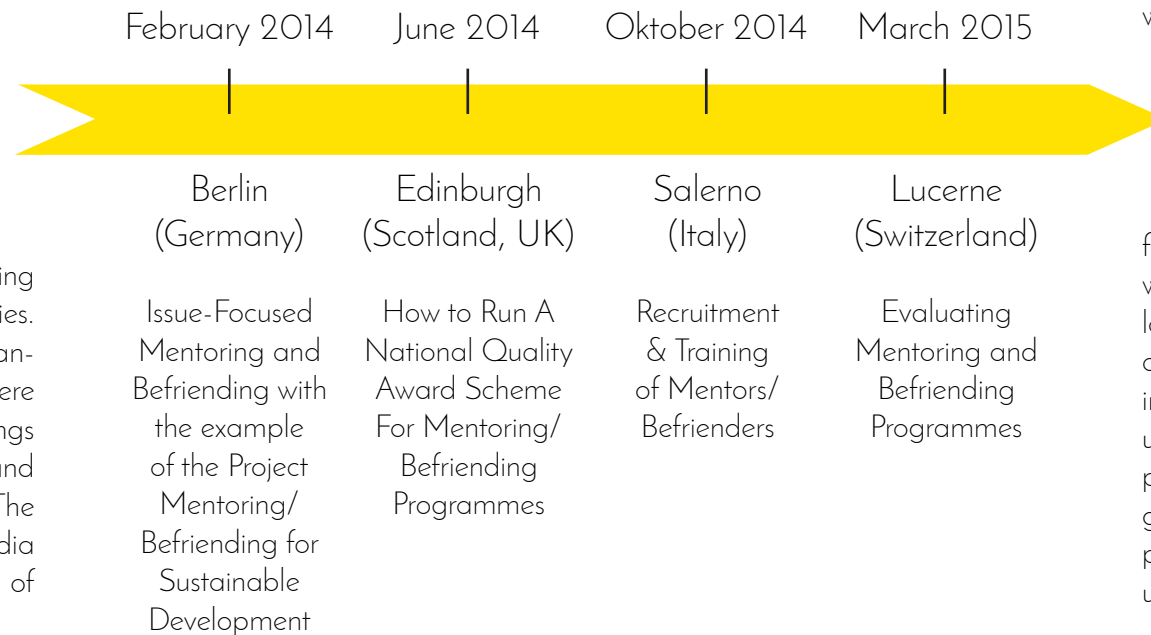 February 2014
June 2014
Oktober 2014
March 2015
Berlin
(Germany)
Issue-Focused
Mentoring and
Befriending with
the example
of the Project
Mentoring/
Befriending for
Sustainable
Development
Edinburgh
(Scotland, UK)
How to Run A
National Quality
Award Scheme
For Mentoring/
Befriending
Programmes
Salerno
(Italy)
Recruitment
& Training
of Mentors/
Befrienders
Lucerne
(Switzerland)
Evaluating
Mentoring and
Befriending
Programmes
of